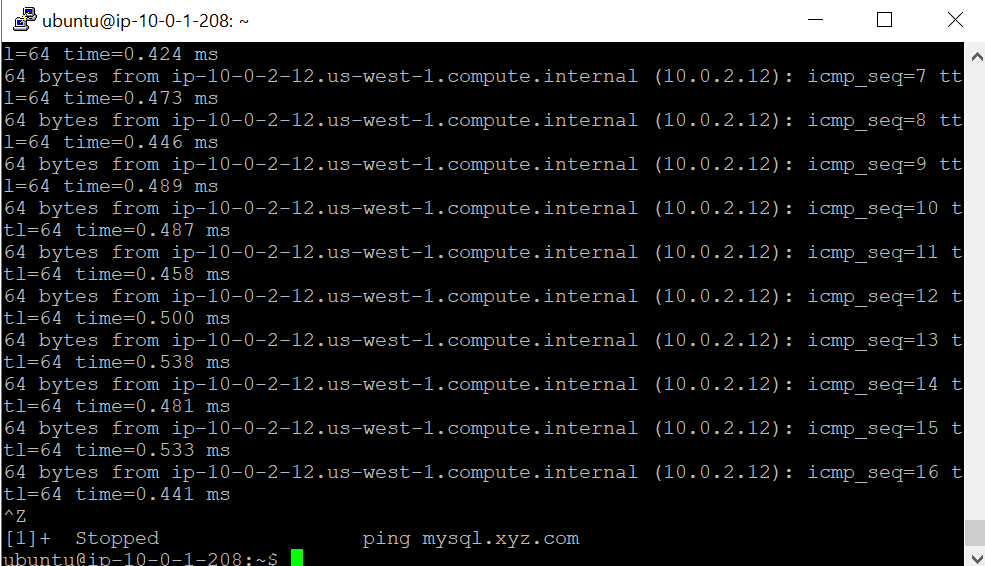 ubuntu@ip-10-0-1-208: ~
l=64 time=0.424 ms
64 bytes from ip-10-0-2-12.us-west-1.compute.internal (10.0.2.12): icmp_seq=7 tt
l=64 time=0.473 ms
64 bytes from ip-10-0-2-12.us-west-1.compute.internal (10.0.2.12): icmp_seq=8 tt
l=64 time=0.446 ms
64 bytes from ip-10-0-2-12.us-west-1.compute.internal (10.0.2.12): icmp_seq=9 tt
l=64 time=0.489 ms
64 bytes from ip-10-0-2-12.us-west-1.compute.internal (10.0.2.12): icmp_seq=10 t
tl=64 time=0.487 ms
64 bytes from ip-10-0-2-12.us-west-1.compute.internal (10.0.2.12): icmp_seq=11 t
tl=64 time=0.458 ms
64 bytes from ip-10-0-2-12.us-west-1.compute.internal (10.0.2.12): icmp_seq=12 t
tl=64 time=0.500 ms
64 bytes from ip-10-0-2-12.us-west-1.compute.internal (10.0.2.12): icmp_seq=13 t
tl=64 time=0.538 ms
64 bytes from ip-10-0-2-12.us-west-1.compute.internal (10.0.2.12): icmp_seq=14 t
tl=64 time=0.481 ms
64 bytes from ip-10-0-2-12.us-west-1.compute.internal (10.0.2.12): icmp_seq=15 t
tl=64 time=0.533 ms
64 bytes from ip-10-0-2-12.us-west-1.compute.internal (10.0.2.12): icmp_seq=16 t
tl=64 time=0.441 ms
^Z
[1]+  Stopped                 ping mysql.xyz.com
ubuntu@ip-10-0-1-208:~$